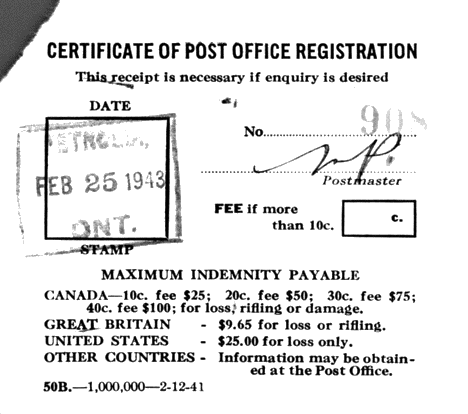 CERTIFICATE OF POST OFFICE REGISTRATION
This receipt is necessary if enquiry is desired
DATE
No. 908
FEB 25 1943
ONT.
Postmaster
FEE if more
than 10c.
c.
STAMP
MAXIMUM INDEMNITY PAYABLE
CANADA—10c. fee $25; 20c. fee $50; 30c. fee $75;
40c. fee $100; for loss, rifling or damage.
GREAT BRITAIN - $9.65 for loss or rifling.
UNITED STATES - $25.00 for loss only.
OTHER COUNTRIES - Information may be obtain-
ed at the Post Office.
50B.—1,000,000—2-12-41